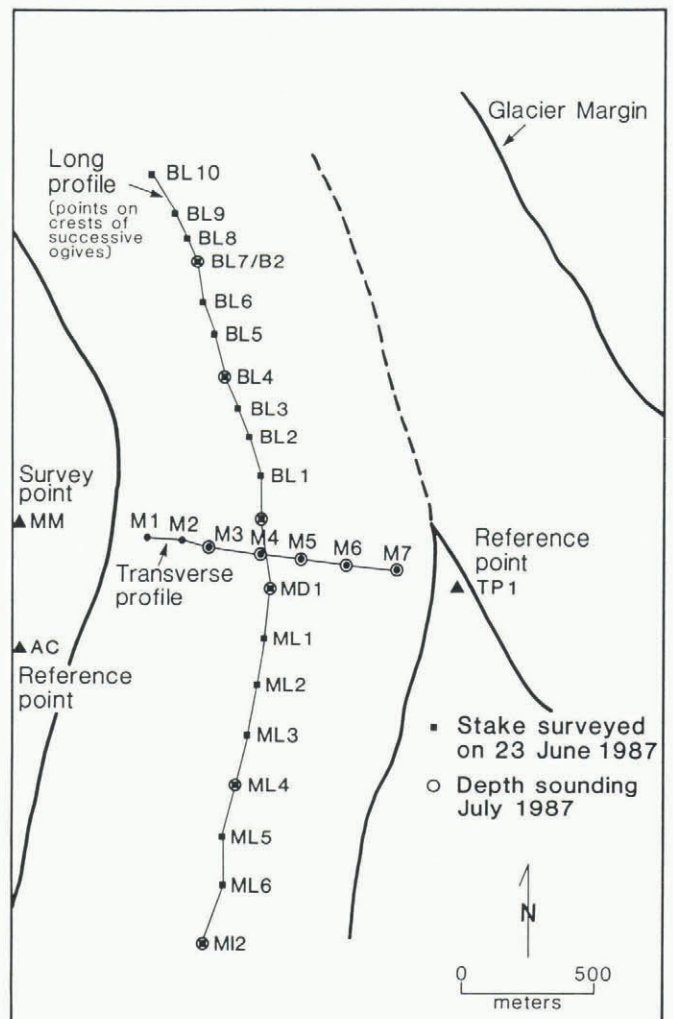 Glacier Margin
Long
profile
(points on
crests of
successive
ogives)
BL10
BL9
BL8
BL7/B2
BL6
BL5
BL4
BL3
BL2
BL1
Survey
point
MM
M1
M2
M3
M4
M5
M6
M7
Transverse
profile
Reference
point
TP1
MD1
AC
Reference
point
ML1
ML2
ML3
ML4
ML5
ML6
MI2
Stake surveyed
on 23 June 1987
Depth sounding
July 1987
N
0 500
meters